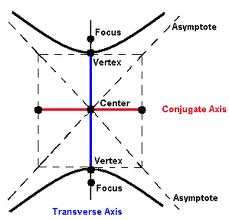 Focus
Asymptote
Vertex
Center
Conjugate Axis
Vertex
Focus
Asymptote
Transverse Axis